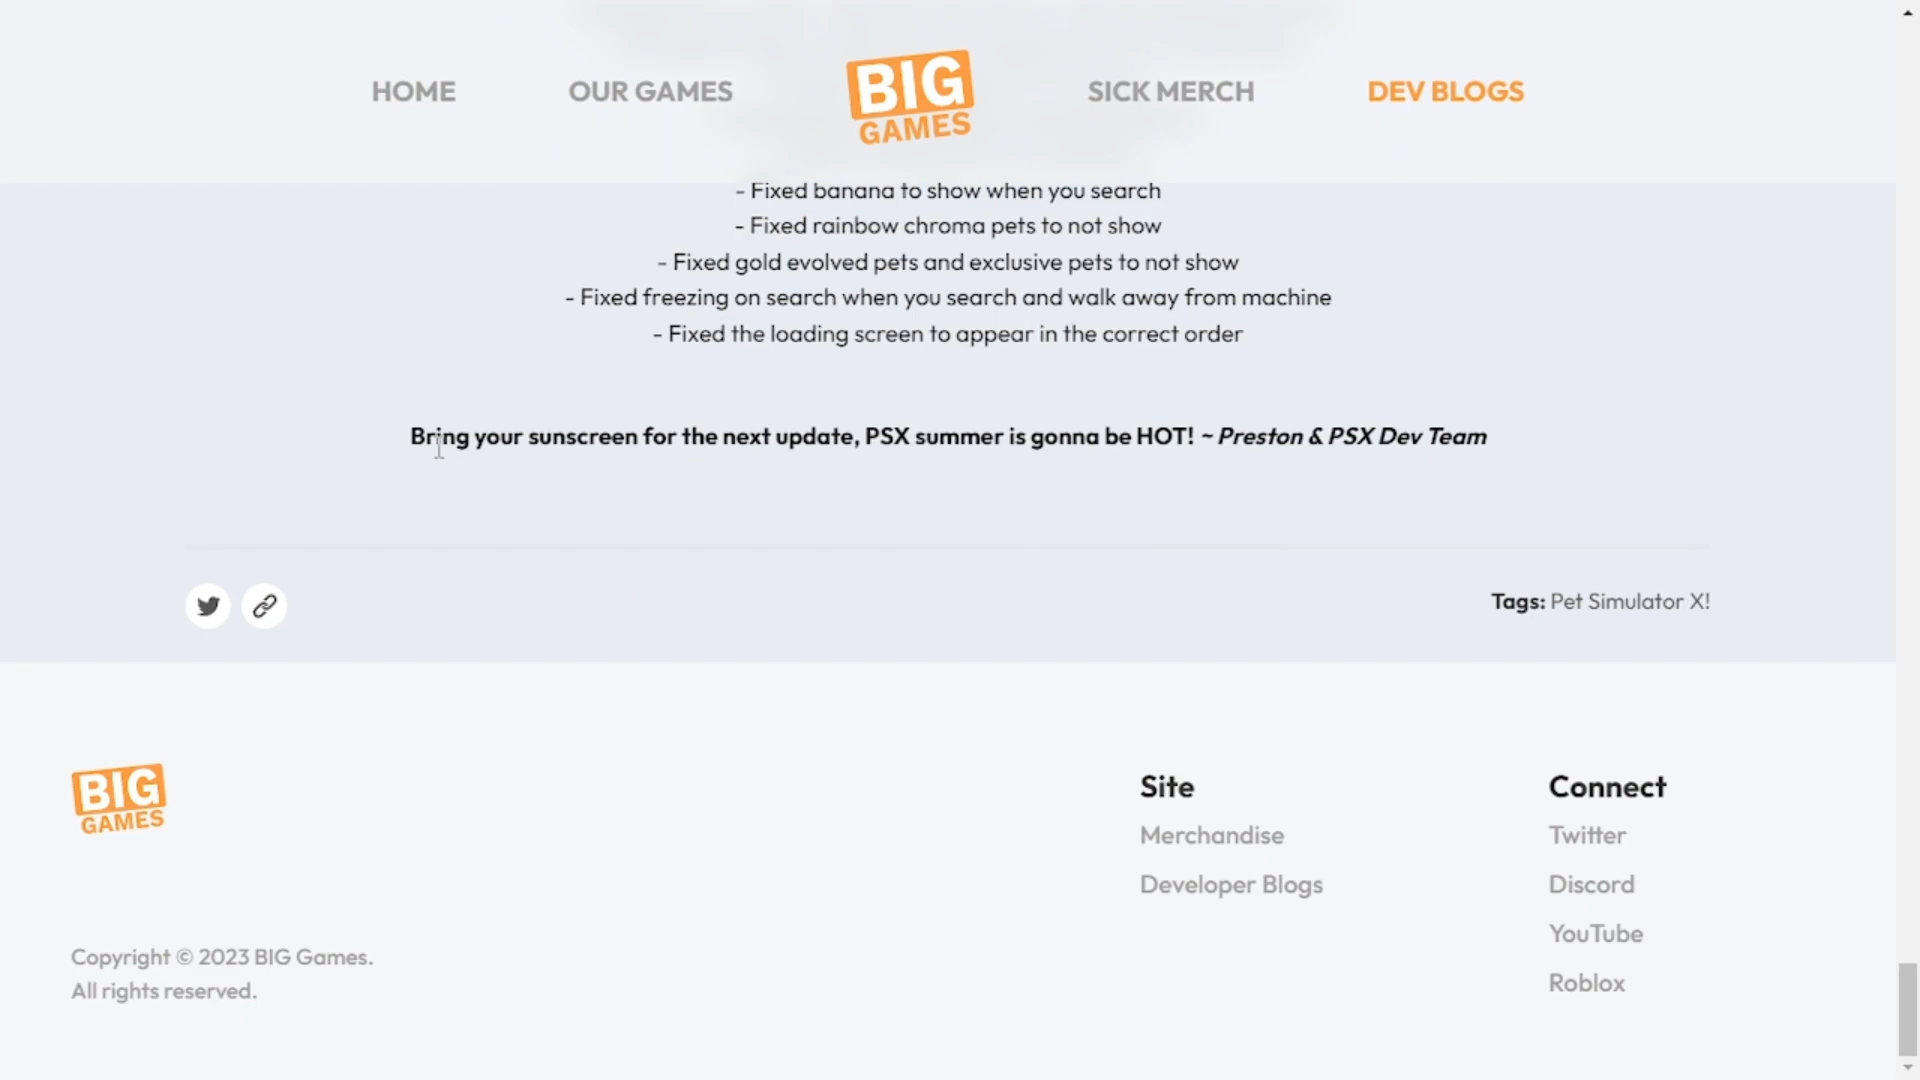 HOME
OUR GAMES
BIG
GAMES
SICK MERCH
DEV BLOGS
- Fixed banana to show when you search
- Fixed rainbow chroma pets to not show
- Fixed gold evolved pets and exclusive pets to not show
- Fixed freezing on search when you search and walk away from machine
- Fixed the loading screen to appear in the correct order
Bring your sunscreen for the next update, PSX summer is gonna be HOT! ~ Preston & PSX Dev Team
Tags: Pet Simulator X!
BIG
GAMES
Copyright © 2023 BIG Games.
All rights reserved.
Site
Merchandise
Developer Blogs
Connect
Twitter
Discord
YouTube
Roblox